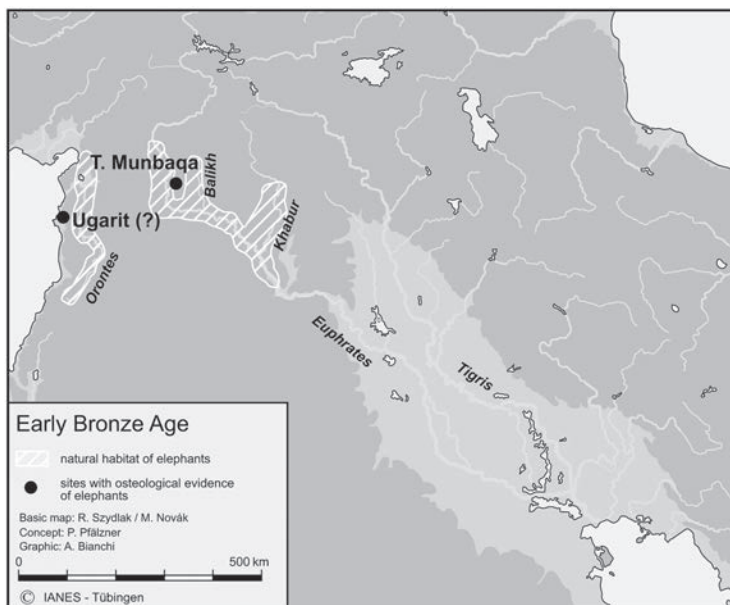 T. Munbaqa
Balikh
Ugarit (?)
Khabur
Orontes
Euphrates
Tigris
Early Bronze Age
natural habitat of elephants
sites with osteological evidence
of elephants
Basic map: R. Szydlak / M. Novák
Concept: P. Pfälzner
Graphic: A. Bianchi
0 500 km
© IANES - Tübingen